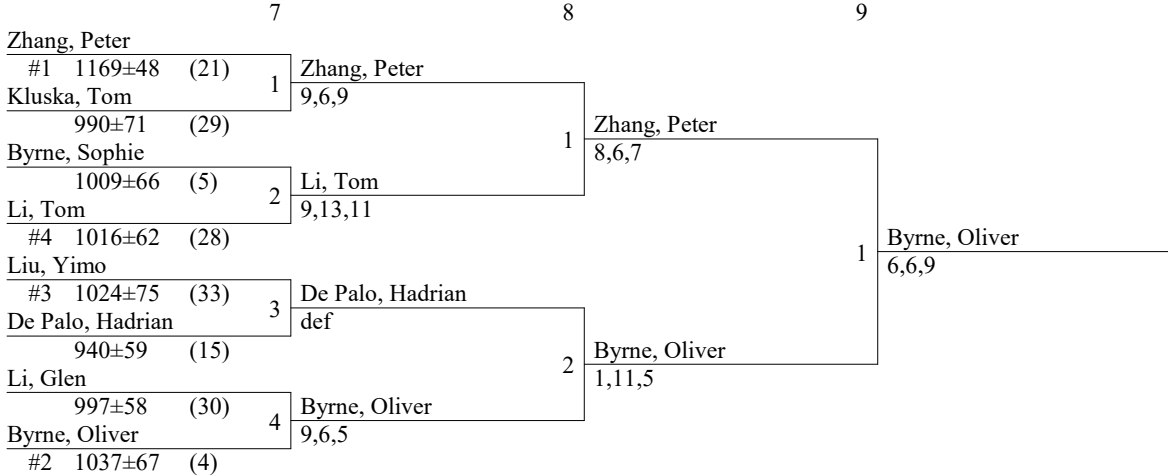 7 8 9
Zhang, Peter
#1 1169±48 (21)
1 Zhang, Peter
9,6,9
Kluska, Tom
990±71 (29)
1 Zhang, Peter
8,6,7
Byrne, Sophie
1009±66 (5)
2 Li, Tom
9,13,11
Li, Tom
#4 1016±62 (28)
1 Byrne, Oliver
6,6,9
Liu, Yimo
#3 1024±75 (33)
3 De Palo, Hadrian
def
De Palo, Hadrian
940±59 (15)
2 Byrne, Oliver
1,11,5
Li, Glen
997±58 (30)
4 Byrne, Oliver
9,6,5
Byrne, Oliver
#2 1037±67 (4)